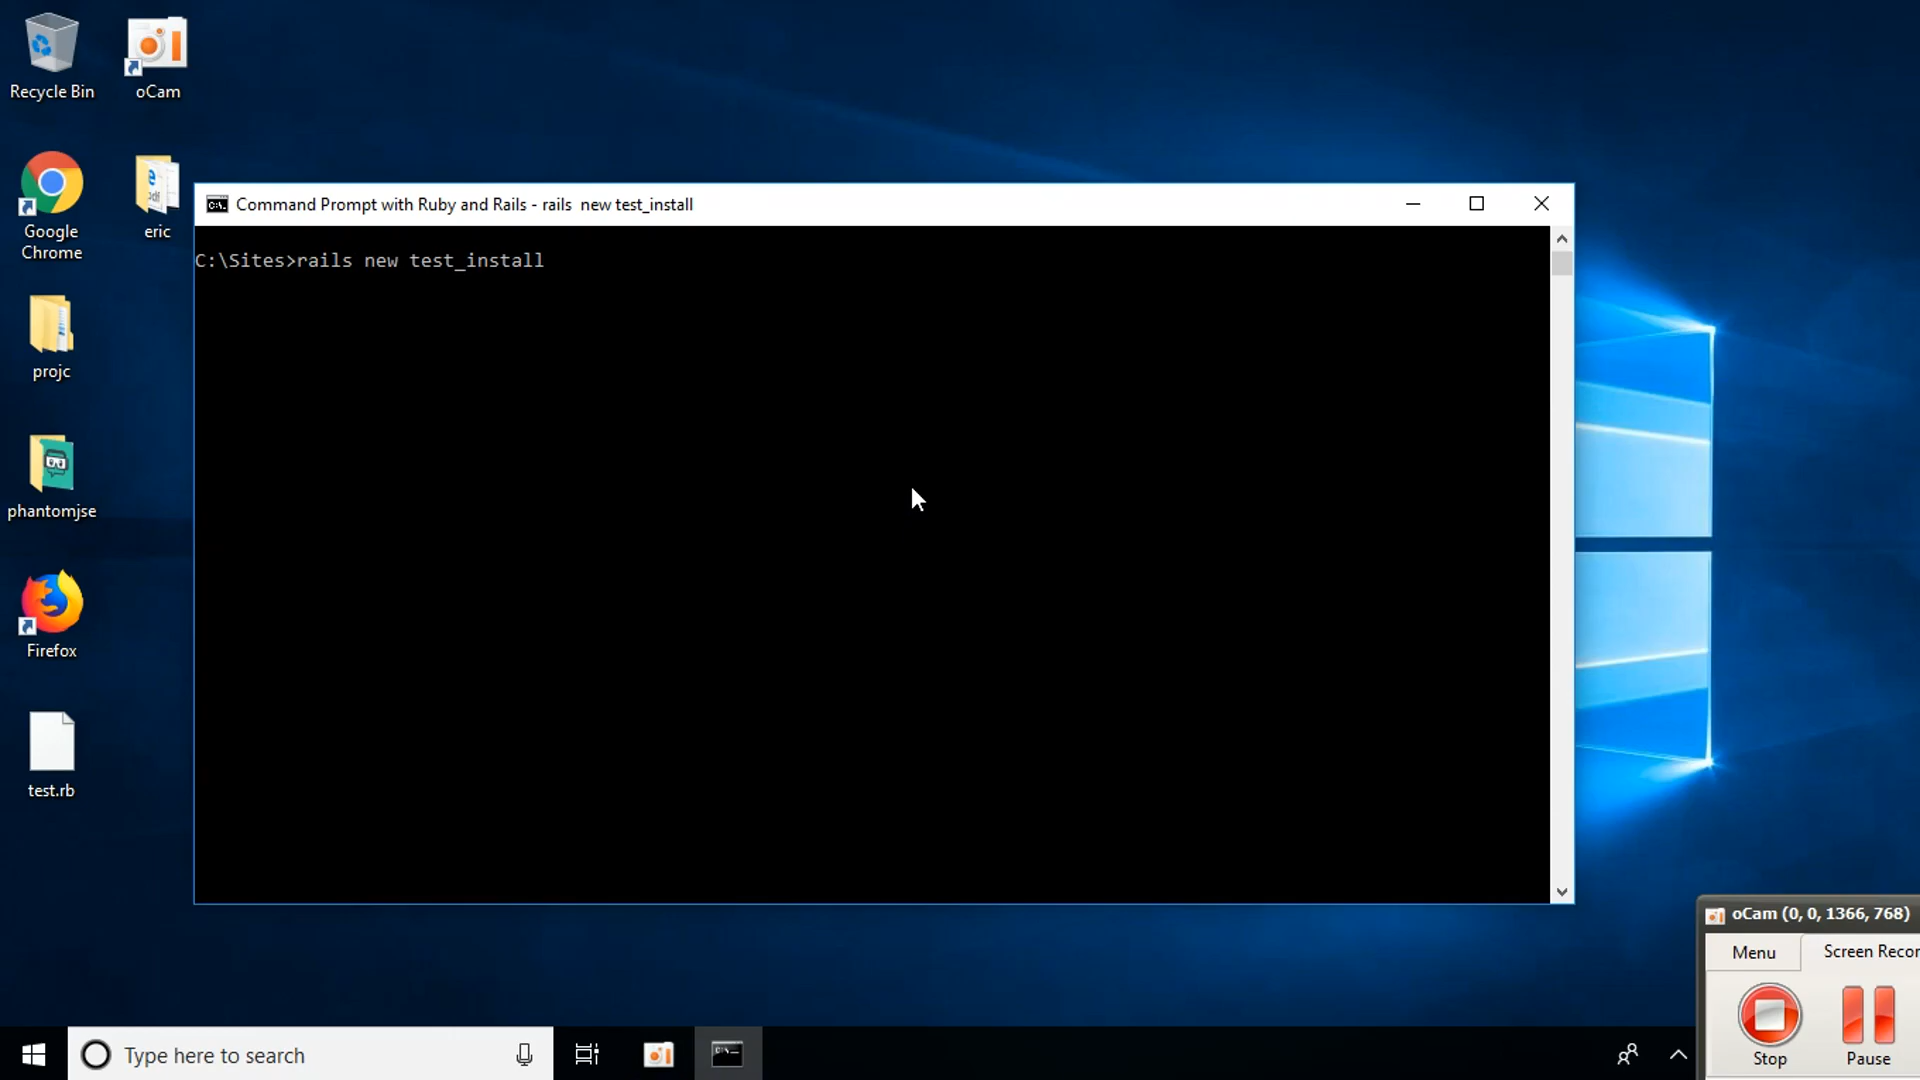 Recycle Bin
oCam
Google
Chrome
eric
projc
phantomjse
Firefox
test.rb
Command Prompt with Ruby and Rails - rails  new test_install
C:\Sites>rails new test_install
oCam (0, 0, 1366, 768)
Menu
Screen Recor
Stop
Pause
Type here to search